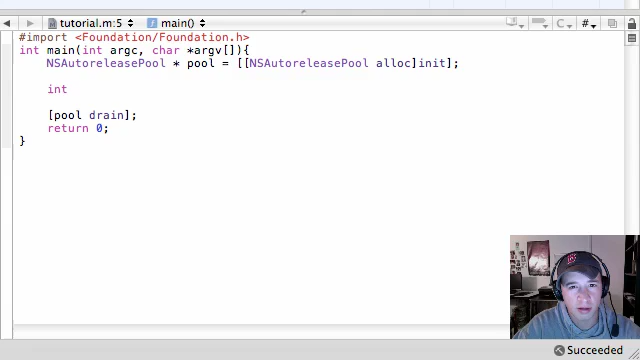 tutorial.m:5 main() C #
#import <Foundation/Foundation.h>
int main(int argc, char *argv[]){
NSAutoreleasePool * pool = [[NSAutoreleasePool alloc]init];
int
[pool drain];
return 0;
}
Succeeded